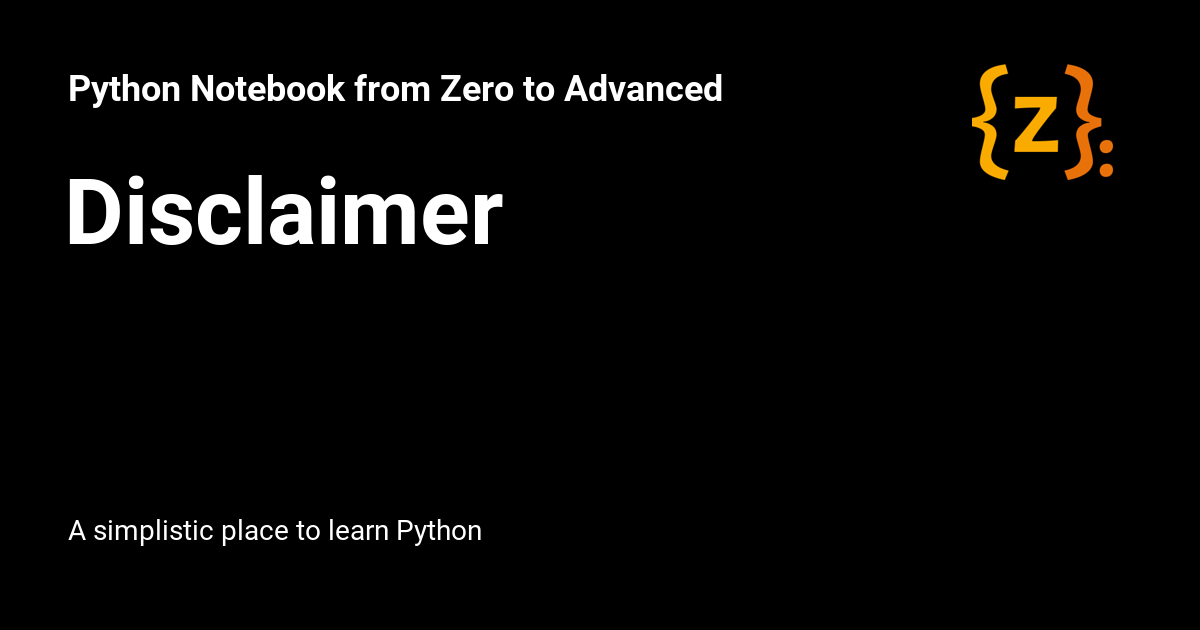 Python Notebook from Zero to Advanced
{Z}:
Disclaimer
A simplistic place to learn Python